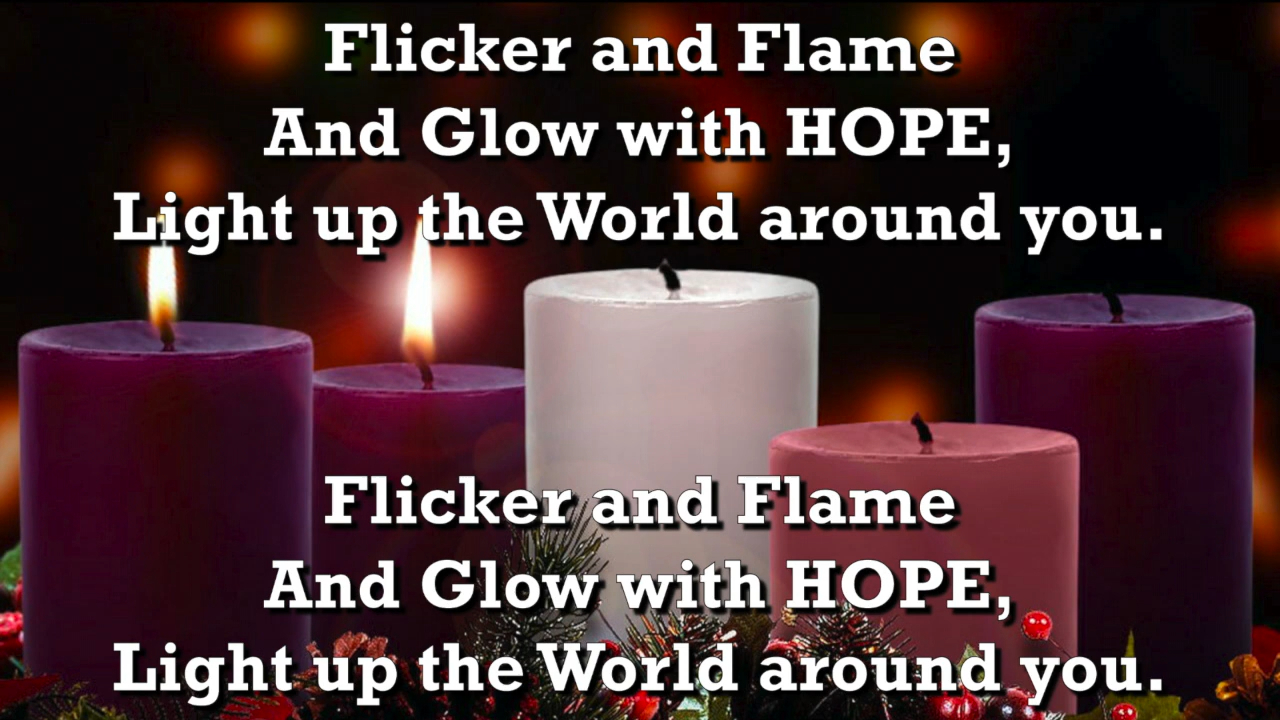 Flicker and Flame
And Glow with HOPE,
Light up the World around you.
Flicker and Flame
And Glow with HOPE,
Light up the World around you.